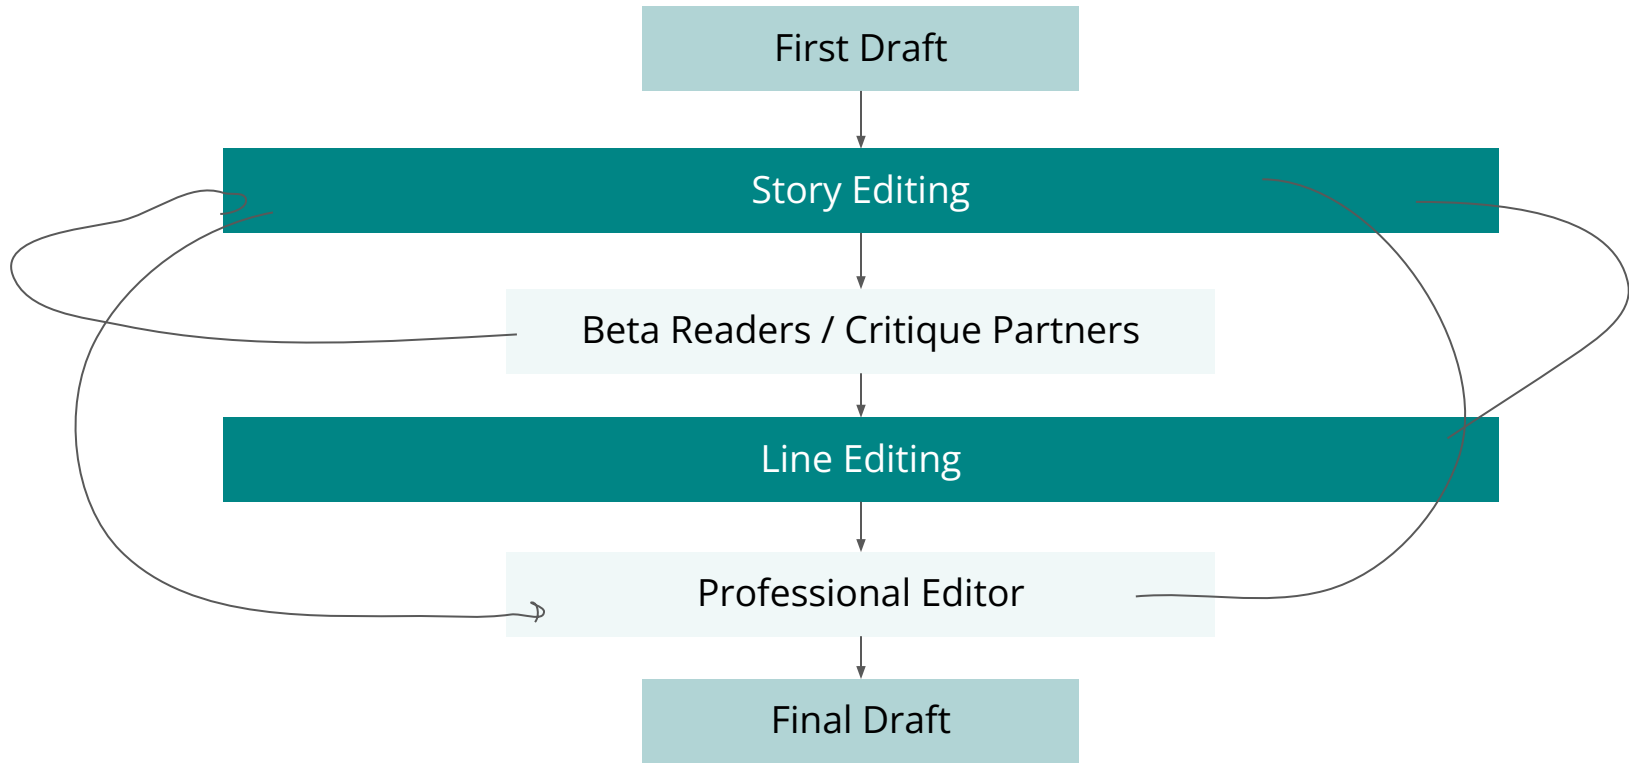 First Draft
Story Editing
Beta Readers / Critique Partners
Line Editing
Professional Editor
Final Draft